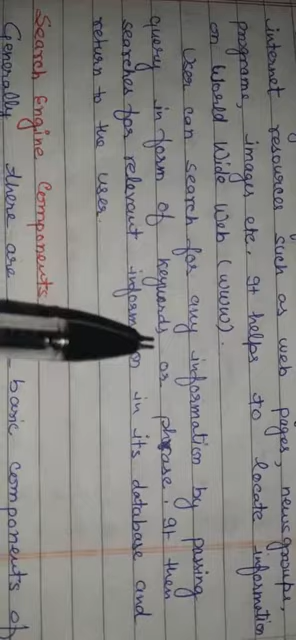 internet resources such as web pages, newsgroups,
programe, images etc. It helps to locate information
on World Wide Web (WWW).
User can search for any information by passing
query in form of keywords or phrase. It then
searches for relevant in its database and
return to the user.
Search Engine Components
Generally there are basic components of